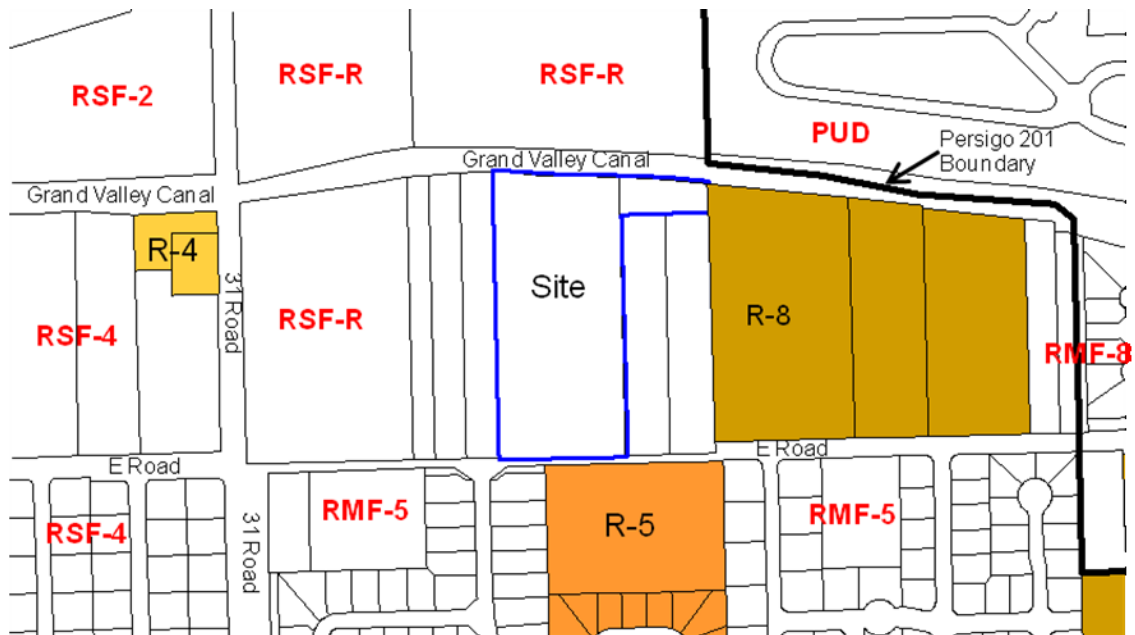 RSF-2
RSF-R
RSF-R
PUD
Persigo 201
Boundary
Grand Valley Canal
Grand Valley Canal
R-4
31 Road
RSF-4
RSF-R
Site
R-8
RMF-8
E Road
E Road
RSF-4
31 Road
RMF-5
R-5
RMF-5